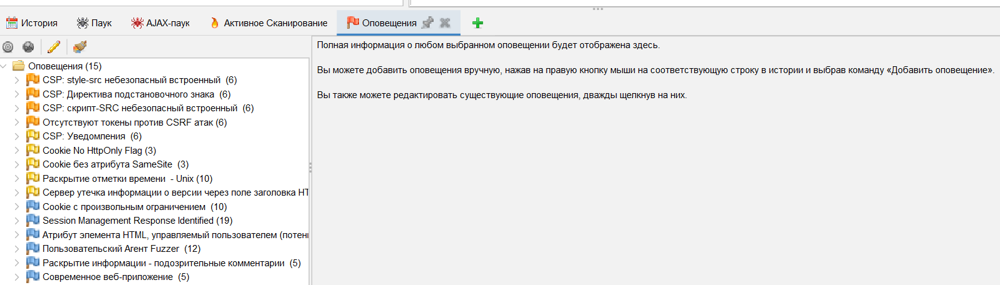 История
Паук
AJAX-паук
Активное Сканирование
Оповещения
Оповещения (15)
CSP: style-src небезопасный встроенный (6)
CSP: Директива подстановочного знака (6)
CSP: скрипт-SRC небезопасный встроенный (6)
Отсутствуют токены против CSRF атак (6)
CSP: Уведомления (6)
Cookie No HttpOnly Flag (3)
Cookie без атрибута SameSite (3)
Раскрытие отметки времени - Unix (10)
Сервер утечка информации о версии через поле заголовка HT
Cookie с произвольным ограничением (10)
Session Management Response Identified (19)
Атрибут элемента HTML, управляемый пользователем (потен
Пользовательский Агент Fuzzer (12)
Раскрытие информации - подозрительные комментарии (5)
Современное веб-приложение (5)
Полная информация о любом выбранном оповещении будет отображена здесь.
Вы можете добавить оповещения вручную, нажав на правую кнопку мыши на соответствующую строку в истории и выбрав команду «Добавить оповещение».
Вы также можете редактировать существующие оповещения, дважды щелкнув на них.